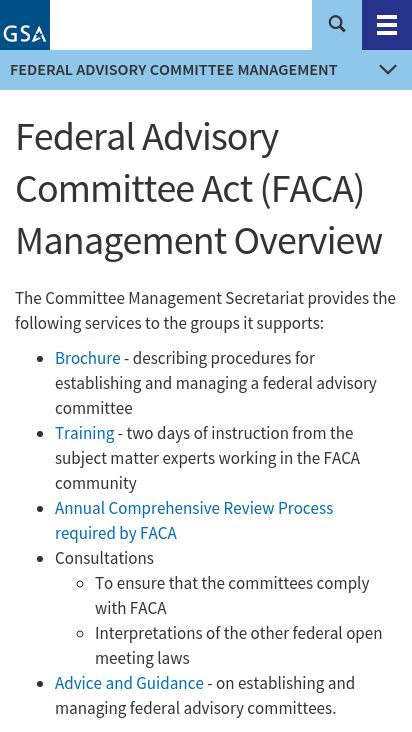 GSA
FEDERAL ADVISORY COMMITTEE MANAGEMENT
Federal Advisory
Committee Act (FACA)
Management Overview
The Committee Management Secretariat provides the
following services to the groups it supports:
Brochure - describing procedures for
establishing and managing a federal advisory
committee
Training - two days of instruction from the
subject matter experts working in the FACA
community
Annual Comprehensive Review Process
required by FACA
Consultations
To ensure that the committees comply
with FACA
Interpretations of the other federal open
meeting laws
Advice and Guidance - on establishing and
managing federal advisory committees.